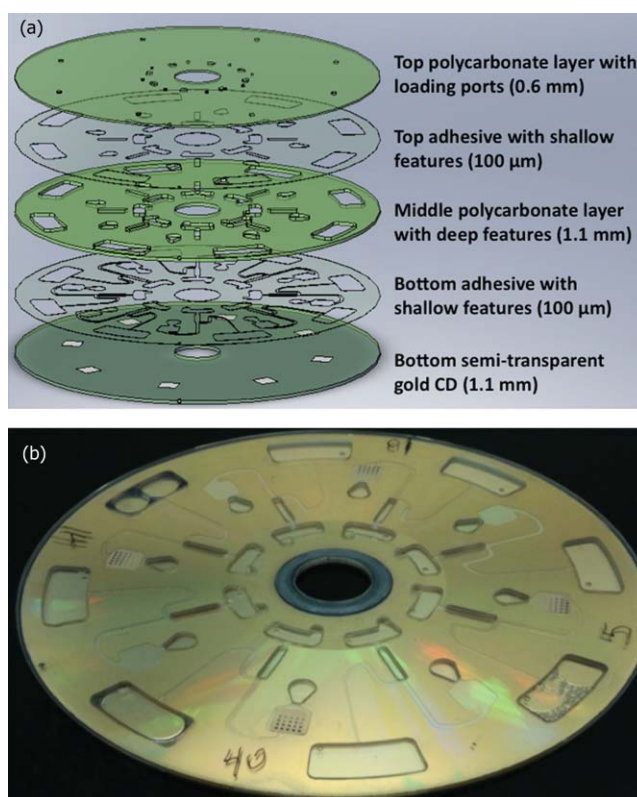 (a)
Top polycarbonate layer with
loading ports (0.6 mm)
Top adhesive with shallow
features (100 μm)
Middle polycarbonate layer
with deep features (1.1 mm)
Bottom adhesive with
shallow features (100 μm)
Bottom semi-transparent
gold CD (1.1 mm)
(b)
15
40